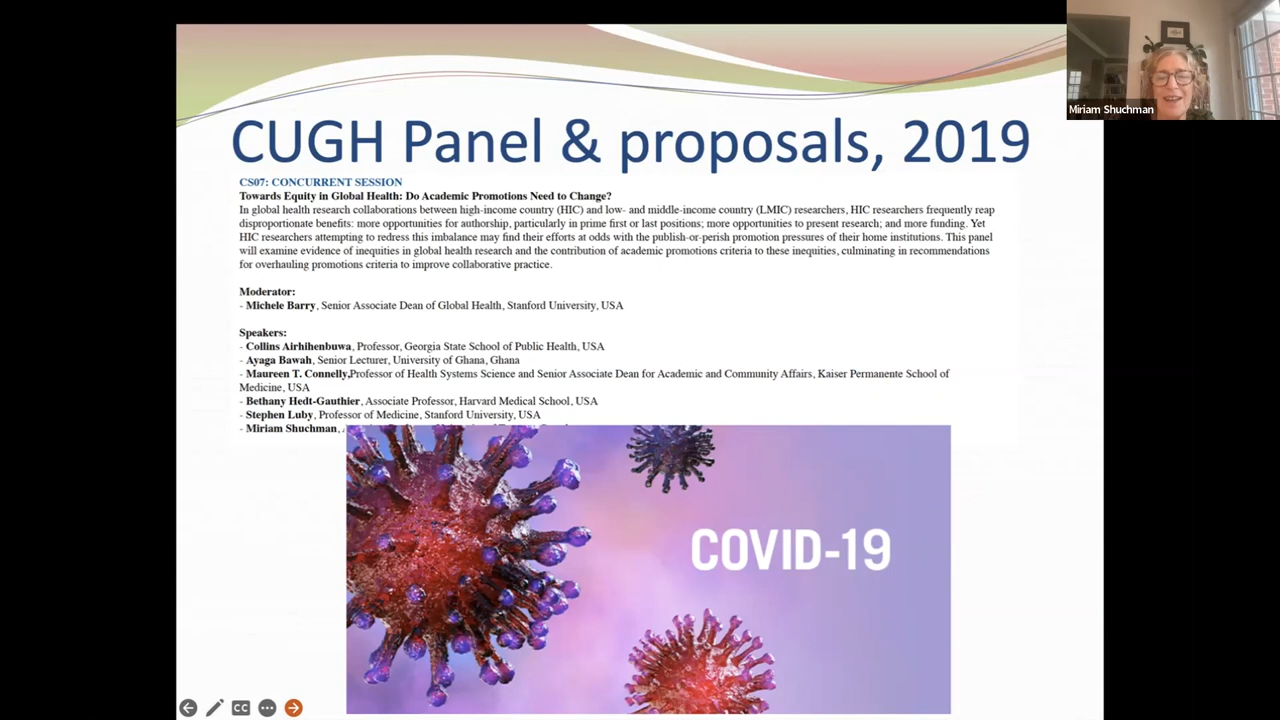 CUGH Panel & proposals, 2019
Miriam Shuchman
CS07: CONCURRENT SESSION
Towards Equity in Global Health: Do Academic Promotions Need to Change?
In global health research collaborations between high-income country (HIC) and low- and middle-income country (LMIC) researchers, HIC researchers frequently reap
disproportionate benefits: more opportunities for authorship, particularly in prime first or last positions; more opportunities to present research; and more funding. Yet
HIC researchers attempting to redress this imbalance may find their efforts at odds with the publish-or-perish promotion pressures of their home institutions. This panel
will examine evidence of inequities in global health research and the contribution of academic promotions criteria to these inequities, culminating in recommendations
for overhauling promotions criteria to improve collaborative practice.
Moderator:
- Michele Barry, Senior Associate Dean of Global Health, Stanford University, USA
Speakers:
- Collins Airhihenbuwa, Professor, Georgia State School of Public Health, USA
- Ayaga Bawah, Senior Lecturer, University of Ghana, Ghana
- Maureen T. Connelly,Professor of Health Systems Science and Senior Associate Dean for Academic and Community Affairs, Kaiser Permanente School of
Medicine, USA
- Bethany Hedt-Gauthier, Associate Professor, Harvard Medical School, USA
- Stephen Luby, Professor of Medicine, Stanford University, USA
- Miriam Shuchman,
COVID-19
CC